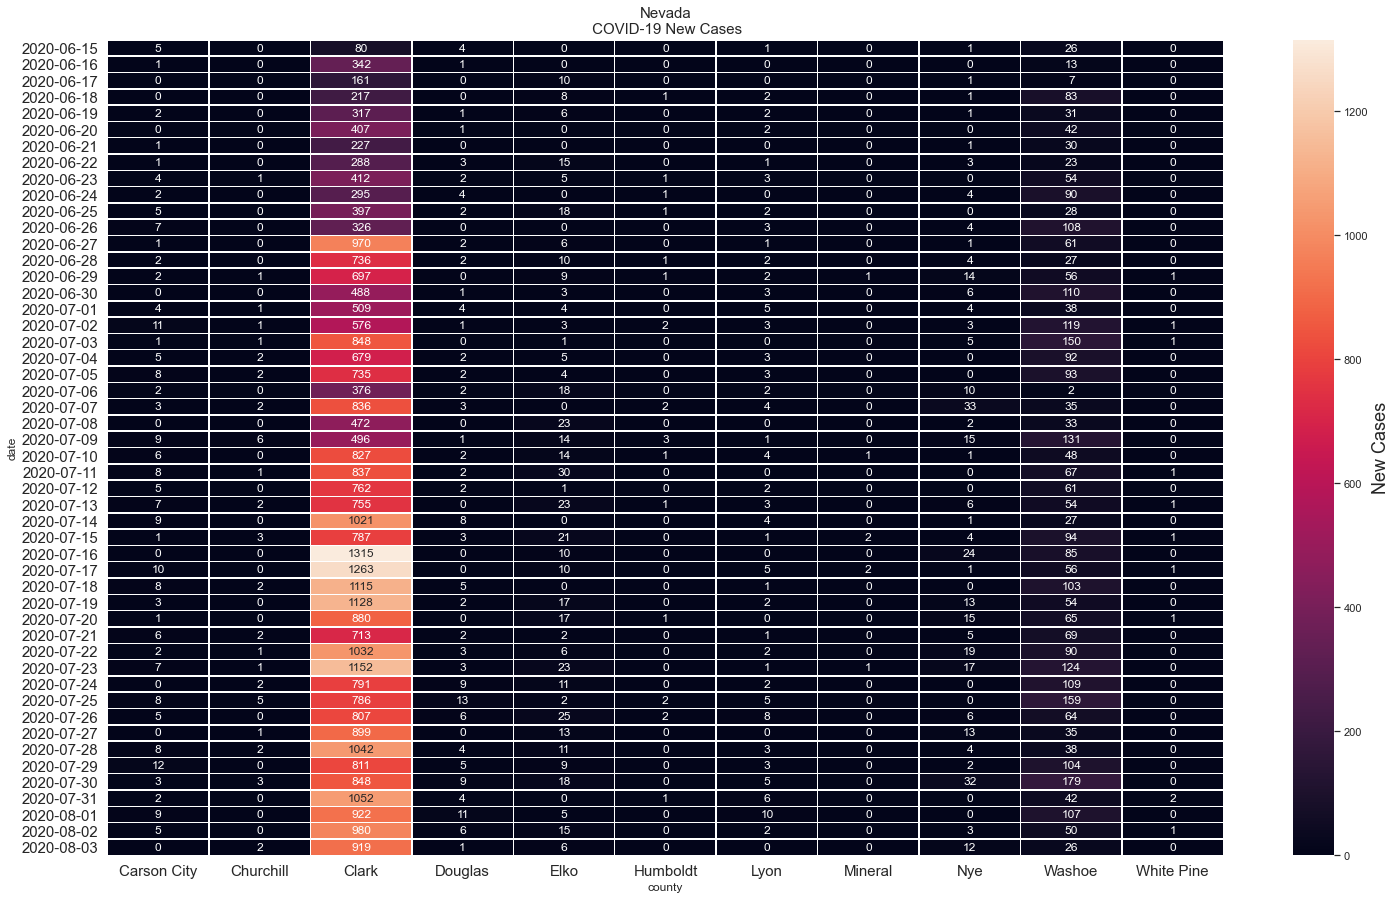 Nevada
COVID-19 New Cases
2020-06-15 5 0 80 4 0 0 1 0 1 26 0
2020-06-16 1 0 342 1 0 0 0 0 0 13 0
2020-06-17 0 0 161 0 10 0 0 0 1 7 0
2020-06-18 0 0 217 0 8 1 2 0 1 83 0
2020-06-19 2 0 317 1 6 0 2 0 1 31 0
2020-06-20 0 0 407 1 0 0 2 0 0 42 0
2020-06-21 1 0 227 0 0 0 0 0 1 30 0
2020-06-22 1 0 288 3 15 0 1 0 3 23 0
2020-06-23 4 1 412 2 5 1 3 0 0 54 0
2020-06-24 2 0 295 4 0 1 0 0 4 90 0
2020-06-25 5 0 397 2 18 1 2 0 0 28 0
2020-06-26 7 0 326 0 0 0 3 0 4 108 0
2020-06-27 1 0 970 2 6 0 1 0 1 61 0
2020-06-28 2 0 736 2 10 1 2 0 4 27 0
2020-06-29 2 1 697 0 9 1 2 1 14 56 1
2020-06-30 0 0 488 1 3 0 3 0 6 110 0
2020-07-01 4 1 509 4 4 0 5 0 4 38 0
2020-07-02 11 1 576 1 3 2 3 0 3 119 1
2020-07-03 1 1 848 0 1 0 0 0 5 150 1
2020-07-04 5 2 679 2 5 0 3 0 0 92 0
2020-07-05 8 2 735 2 4 0 3 0 0 93 0
2020-07-06 2 0 376 2 18 0 2 0 10 2 0
2020-07-07 3 2 836 3 0 2 4 0 33 35 0
2020-07-08 0 0 472 0 23 0 0 0 2 33 0
2020-07-09 9 6 496 1 14 3 1 0 15 131 0
2020-07-10 6 0 827 2 14 1 4 1 1 48 0
2020-07-11 8 1 837 2 30 0 0 0 0 67 1
2020-07-12 5 0 762 2 1 0 2 0 0 61 0
2020-07-13 7 2 755 0 23 1 3 0 6 54 1
2020-07-14 9 0 1021 8 0 0 4 0 1 27 0
2020-07-15 1 3 787 3 21 0 1 2 4 94 1
2020-07-16 0 0 1315 0 10 0 0 0 24 85 0
2020-07-17 10 0 1263 0 10 0 5 2 1 56 1
2020-07-18 8 2 1115 5 0 0 1 0 0 103 0
2020-07-19 3 0 1128 2 17 0 2 0 13 54 0
2020-07-20 1 0 880 0 17 1 0 0 15 65 1
2020-07-21 6 2 713 2 2 0 1 0 5 69 0
2020-07-22 2 1 1032 3 6 0 2 0 19 90 0
2020-07-23 7 1 1152 3 23 0 1 1 17 124 0
2020-07-24 0 2 791 9 11 0 2 0 0 109 0
2020-07-25 8 5 786 13 2 2 5 0 0 159 0
2020-07-26 5 0 807 6 25 2 8 0 6 64 0
2020-07-27 0 1 899 0 13 0 0 0 13 35 0
2020-07-28 8 2 1042 4 11 0 3 0 4 38 0
2020-07-29 12 0 811 5 9 0 3 0 2 104 0
2020-07-30 3 3 848 9 18 0 5 0 32 179 0
2020-07-31 2 0 1052 4 0 1 6 0 0 42 2
2020-08-01 9 0 922 11 5 0 10 0 0 107 0
2020-08-02 5 0 980 6 15 0 2 0 3 50 1
2020-08-03 0 2 919 1 6 0 0 0 12 26 0
Carson City Churchill Clark Douglas Elko Humboldt Lyon Mineral Nye Washoe White Pine
county
date
1200
1000
800
600
400
200
0
New Cases